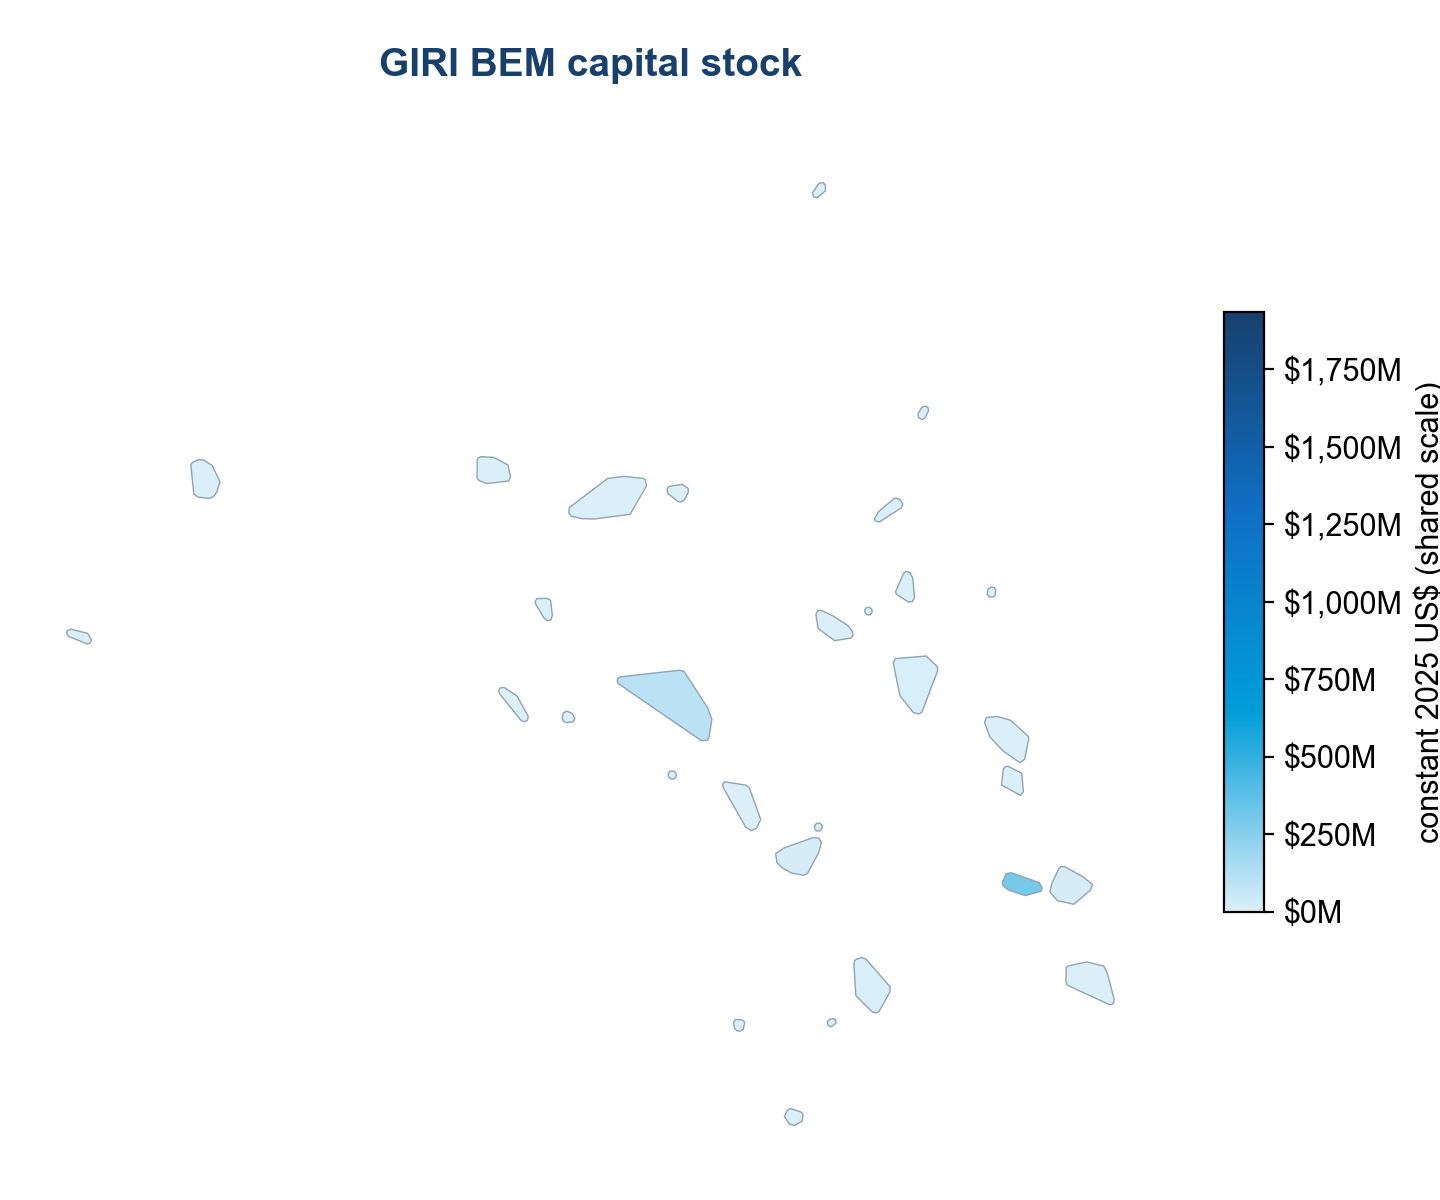 GIRI BEM capital stock
$1,750M
$1,500M
$1,250M
$1,000M
$750M
$500M
$250M
$0M
constant 2025 US$ (shared scale)